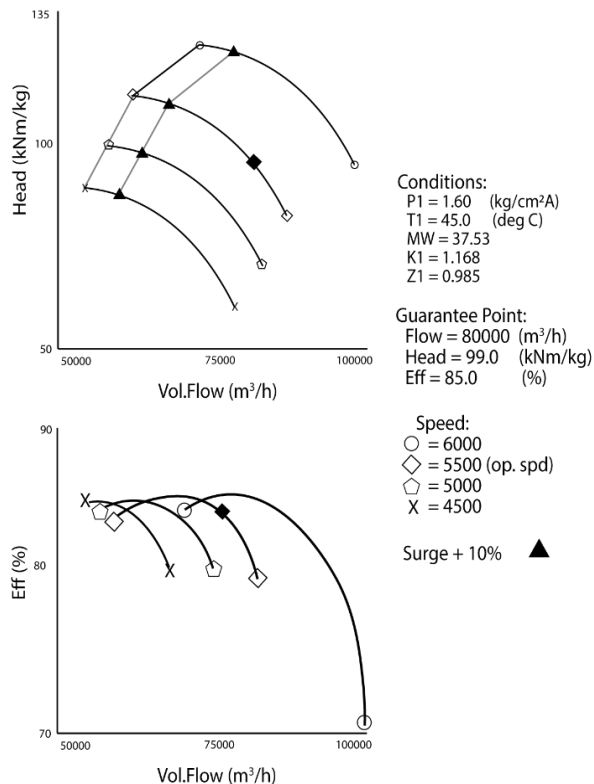 135
Head (kNm/kg)
100
50
50000 75000 100000
Vol.Flow (m³/h)
Conditions:
P1 = 1.60 (kg/cm²A)
T1 = 45.0 (deg C)
MW = 37.53
K1 = 1.168
Z1 = 0.985
Guarantee Point:
Flow = 80000 (m³/h)
Head = 99.0 (kNm/kg)
Eff = 85.0 (%)
Speed:
= 6000
= 5500 (op. spd)
= 5000
X = 4500
Surge + 10%
90
Eff (%)
80
70
50000 75000 100000
Vol.Flow (m³/h)